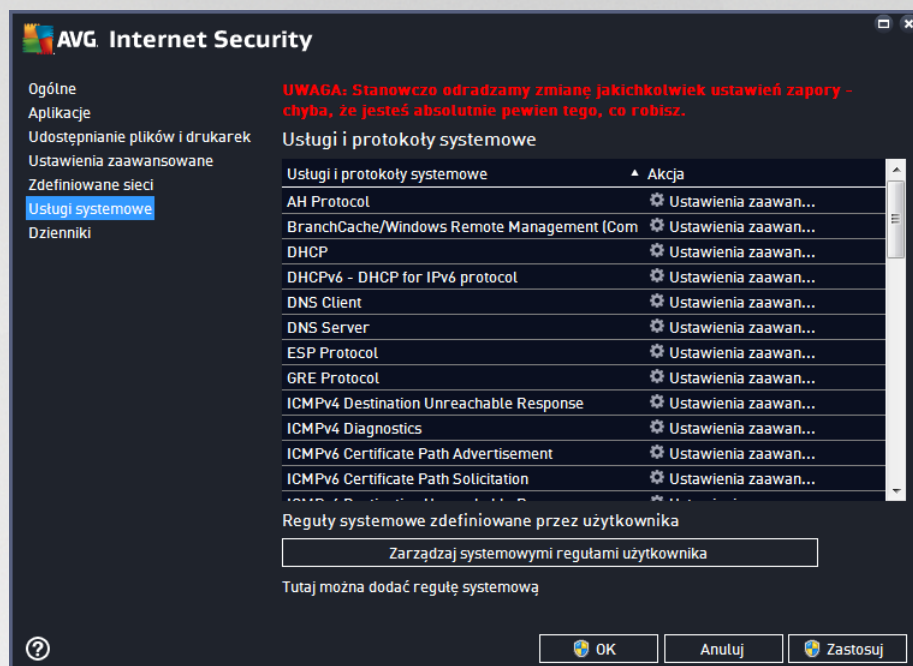 AVG. Internet Security
Ogólne
Aplikacje
Udostępnianie plików i drukarek
Ustawienia zaawansowane
Zdefiniowane sieci
Usługi systemowe
Dzienniki
UWAGA: Stanowczo odradzamy zmianę jakichkolwiek ustawień zapory -
chyba, że jesteś absolutnie pewien tego, co robisz.
Usługi i protokoły systemowe
Usługi i protokoły systemowe Akcja
AH Protocol Ustawienia zaawan...
BranchCache/Windows Remote Management (Com Ustawienia zaawan...
DHCP Ustawienia zaawan...
DHCPv6 - DHCP for IPv6 protocol Ustawienia zaawan...
DNS Client Ustawienia zaawan...
DNS Server Ustawienia zaawan...
ESP Protocol Ustawienia zaawan...
GRE Protocol Ustawienia zaawan...
ICMPv4 Destination Unreachable Response Ustawienia zaawan...
ICMPv4 Diagnostics Ustawienia zaawan...
ICMPv6 Certificate Path Advertisement Ustawienia zaawan...
ICMPv6 Certificate Path Solicitation Ustawienia zaawan...
Reguły systemowe zdefiniowane przez użytkownika
Zarządzaj systemowymi regułami użytkownika
Tutaj można dodać regułę systemową
OK Anuluj Zastosuj